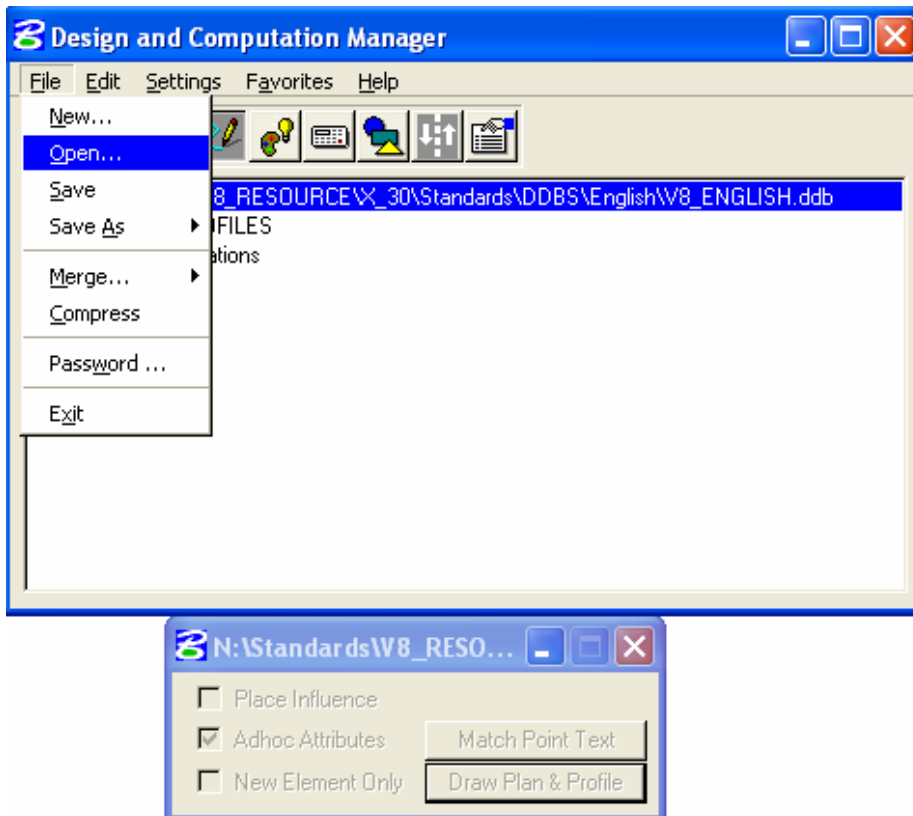 Design and Computation Manager
File Edit Settings Favorites Help
New...
Open...
Save
8_RESOURCE\X_30\Standards\DDBS\English\V8_ENGLISH.ddb
Save As
FILES
ations
Merge...
Compress
Password ...
Exit
N:\Standards\V8_RESO...
Place Influence
Adhoc Attributes Match Point Text
New Element Only Draw Plan & Profile